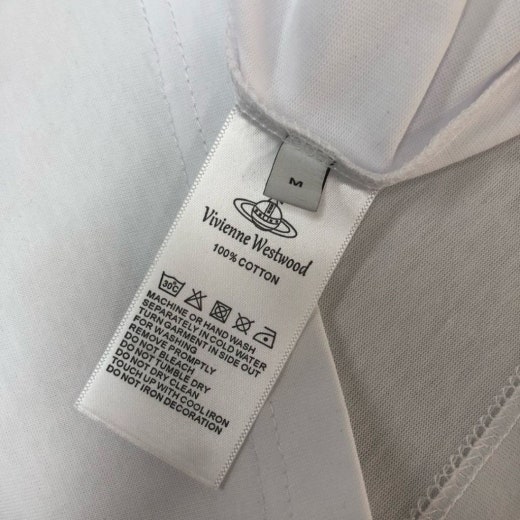 M
Vivienne Westwood
100% COTTON
30C
MACHINE OR HAND WASH
SEPARATELY IN COLD WATER
TURN GARMENT IN SIDE OUT
FOR WASHING
REMOVE PROMPTLY
DO NOT BLEACH
DO NOT TUMBLE DRY
DO NOT DRY CLEAN
TOUCH UP WITH COOL IRON
DO NOT IRON DECORATION